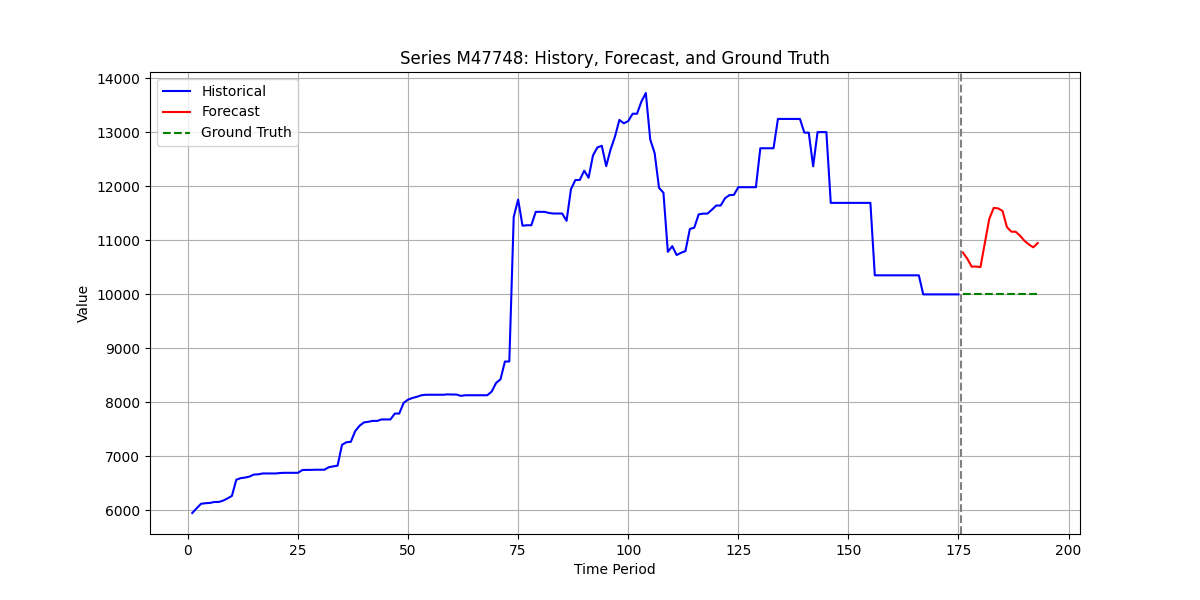 Series M47748: History, Forecast, and Ground Truth
Historical
Forecast
Ground Truth
14000
13000
12000
11000
10000
9000
8000
7000
6000
Value
0 25 50 75 100 125 150 175 200
Time Period